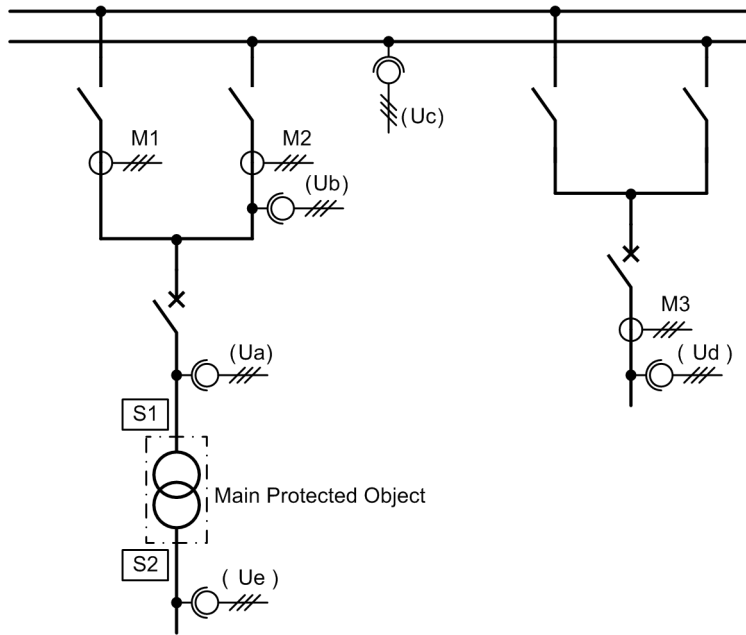 (Uc)
M1
M2
(Ub)
M3
(Ua)
( Ud )
S1
Main Protected Object
S2
( Ue )